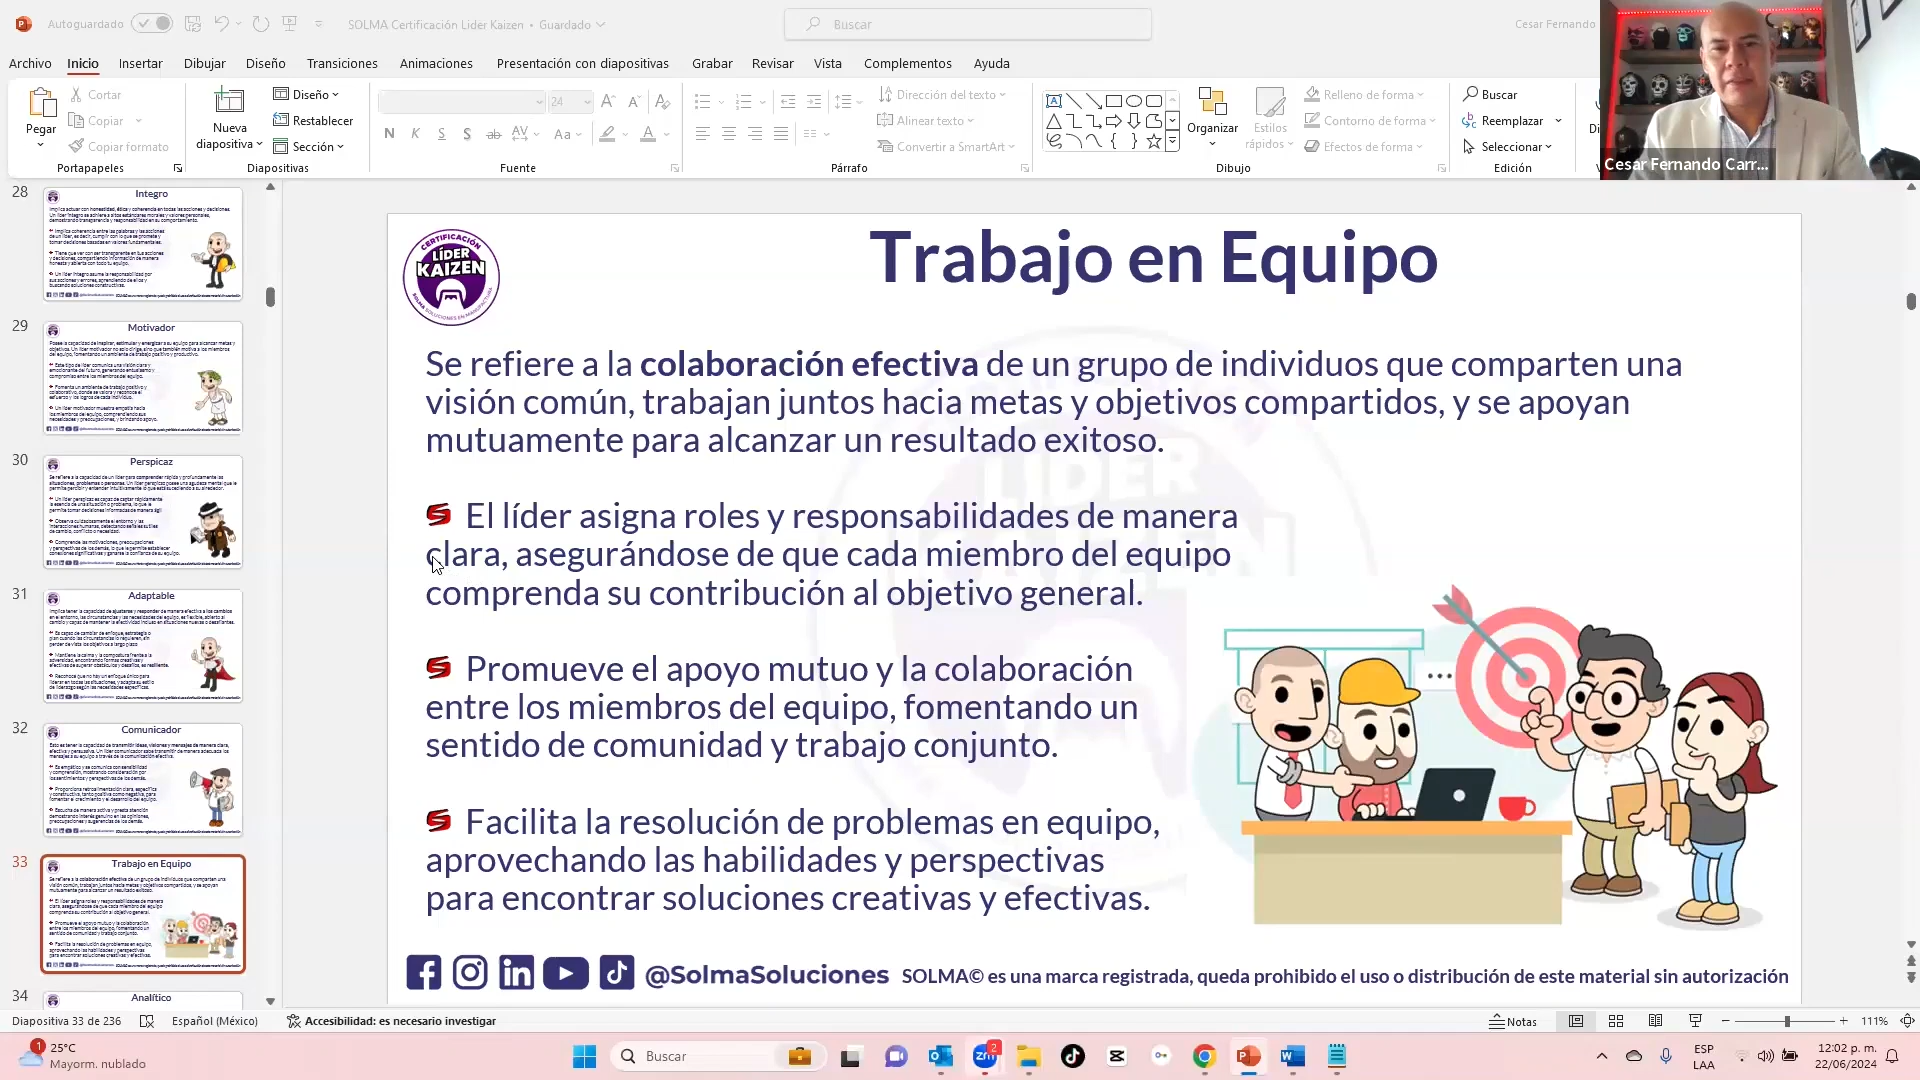 Autoguardado
SOLMA Certificación Lider Kaizen • Guardado
Buscar
Cesar Fernando
Archivo Inicio Insertar Dibujar Diseño Transiciones Animaciones Presentación con diapositivas Grabar Revisar Vista Complementos Ayuda
Pegar
Cortar
Copiar
Copiar formato
Portapapeles
Nueva diapositiva
Diseño
Restablecer
Sección
Diapositivas
24
Fuente
Dirección del texto
Alinear texto
Convertir a SmartArt
Párrafo
Organizar
Estilos rápidos
Relleno de forma
Contorno de forma
Efectos de forma
Dibujo
Buscar
Reemplazar
Seleccionar
Edición
Cesar Fernando Carr...
28
Integro
29
Motivador
30
Perspicaz
31
Adaptable
32
Comunicador
33
Trabajo en Equipo
34
Analítico
CERTIFICACIÓN
LÍDER
KAIZEN
SOLMA SOLUCIONES EN MANUFACTURA
Trabajo en Equipo
Se refiere a la colaboración efectiva de un grupo de individuos que comparten una
visión común, trabajan juntos hacia metas y objetivos compartidos, y se apoyan
mutuamente para alcanzar un resultado exitoso.
El líder asigna roles y responsabilidades de manera
clara, asegurándose de que cada miembro del equipo
comprenda su contribución al objetivo general.
Promueve el apoyo mutuo y la colaboración
entre los miembros del equipo, fomentando un
sentido de comunidad y trabajo conjunto.
Facilita la resolución de problemas en equipo,
aprovechando las habilidades y perspectivas
para encontrar soluciones creativas y efectivas.
@SolmaSoluciones SOLMA© es una marca registrada, queda prohibido el uso o distribución de este material sin autorización
Diapositiva 33 de 236 Español (México) Accesibilidad: es necesario investigar Notas 111%
25°C
Mayorm. nublado
Buscar
ESP
LAA
12:02 p. m.
22/06/2024